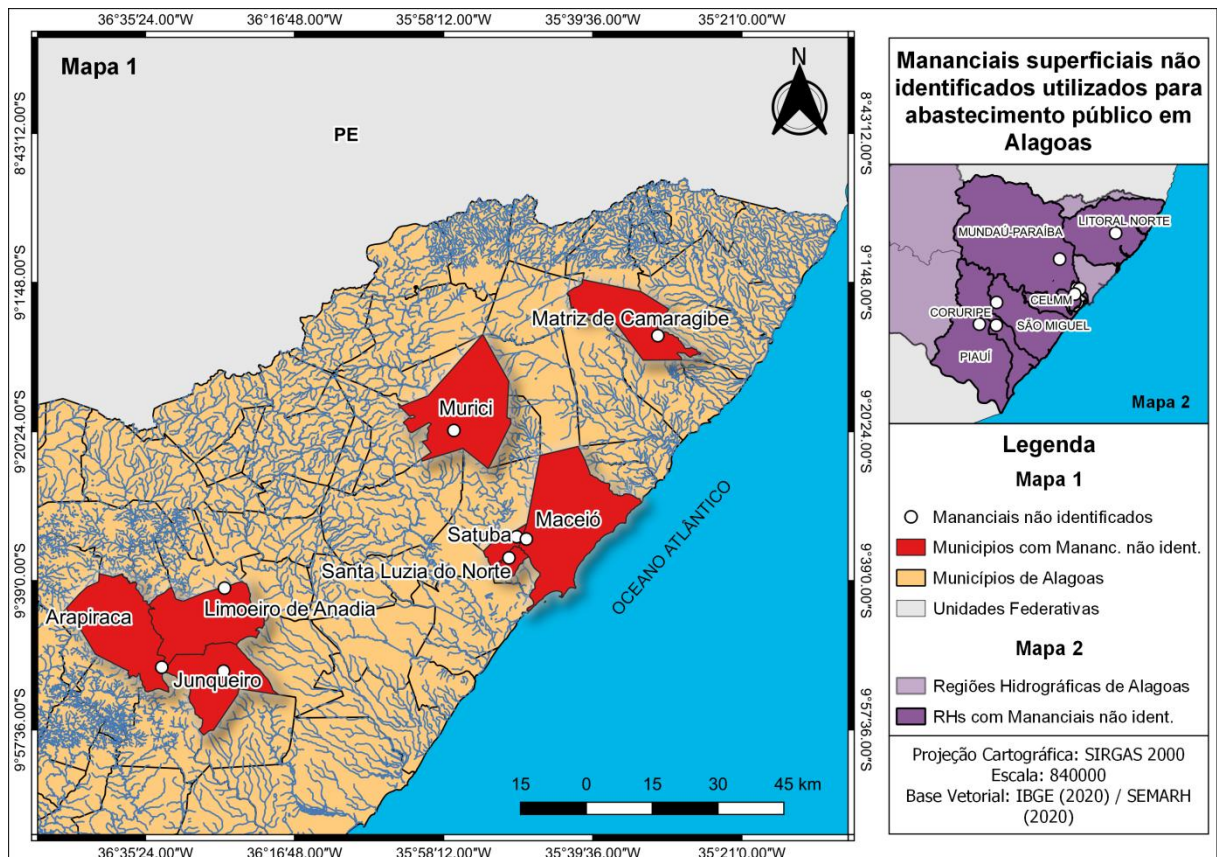 36°35'24.00"W 36°16'48.00"W 35°58'12.00"W 35°39'36.00"W 35°21'0.00"W
Mapa 1
N
PE
8°43'12.00"S
9°1'48.00"S
9°20'24.00"S
9°39'0.00"S
9°57'36.00"S
8°43'12.00"S
9°1'48.00"S
9°20'24.00"S
9°39'0.00"S
9°57'36.00"S
Matriz de Camaragibe
Murici
Maceió
Satuba
Santa Luzia do Norte
Limoeiro de Anadia
Arapiraca
Junqueiro
OCEANO ATLÂNTICO
15 0 15 30 45 km
36°35'24.00"W 36°16'48.00"W 35°58'12.00"W 35°39'36.00"W 35°21'0.00"W
Mananciais superficiais não
identificados utilizados para
abastecimento público em
Alagoas
LITORAL NORTE
MUNDAÚ-PARAÍBA
CELMM
CORURIPE
SÃO MIGUEL
PIAUÍ
Mapa 2
Legenda
Mapa 1
Mananciais não identificados
Municipios com Mananc. não ident.
Municípios de Alagoas
Unidades Federativas
Mapa 2
Regiões Hidrográficas de Alagoas
RHs com Mananciais não ident.
Projeção Cartográfica: SIRGAS 2000
Escala: 840000
Base Vetorial: IBGE (2020) / SEMARH
(2020)